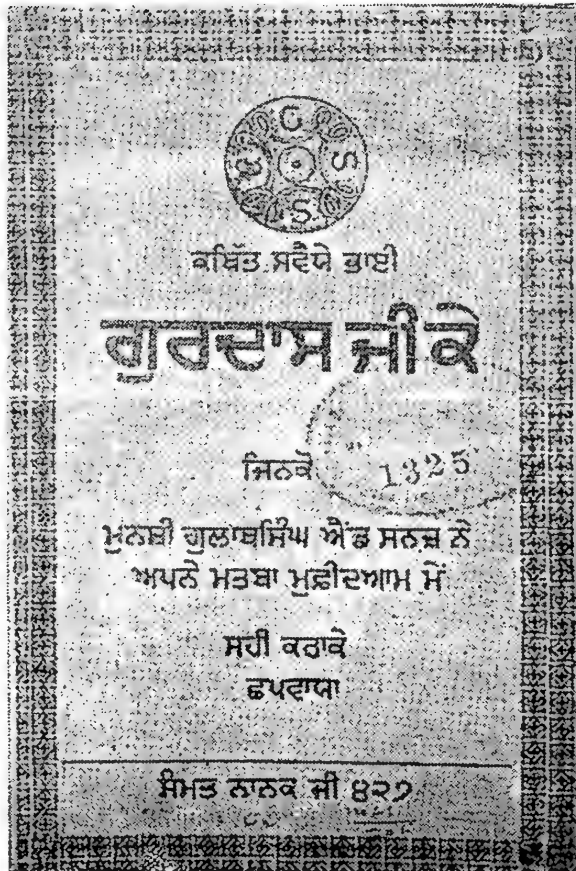 G S S &
ਕਬਿੱਤ ਸਵੈਯੇ ਭਾਈ
ਗੁਰਦਾਸ ਜੀ ਕੇ
ਜਿਨਕੋ
1325
ਮੁਨਸ਼ੀ ਗੁਲਾਬਸਿੰਘ ਐਂਡ ਸਨਜ਼ ਨੇ
ਅਪਨੇ ਮਤਬਾ ਮੁਫ਼ੀਦਆਮ ਮੇਂ
ਸਹੀ ਕਰਾਕੇ
ਛਪਵਾਯਾ
ਸੰਮਤ ਨਾਨਕ ਜੀ ੪੨੭